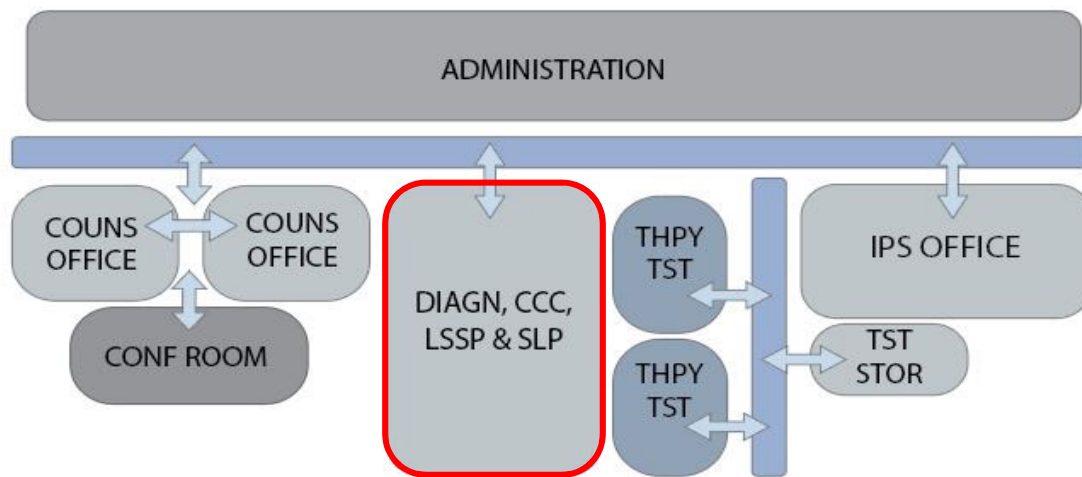 ADMINISTRATION
COUNS
OFFICE
COUNS
OFFICE
CONF ROOM
DIAGN, CCC,
LSSP & SLP
THPY
TST
THPY
TST
IPS OFFICE
TST
STOR